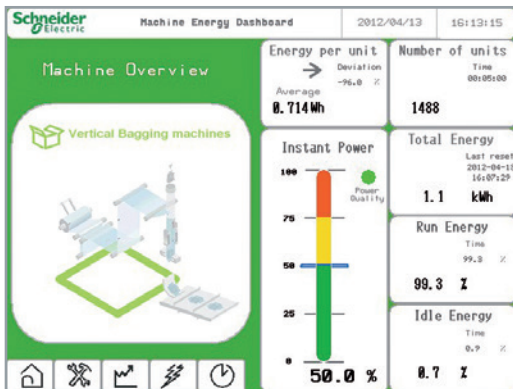 Schneider
Electric
Machine Energy Dashboard
2012/04/13
16:13:15
Machine Overview
Vertical Bagging machines
Energy per unit
Deviation
-96.0 %
Average
0.714Wh
Number of units
Time
00:05:00
1488
Instant Power
100
75
50
25
0
Power
Quality
50.0 %
Total Energy
Last reset
2012-04-13
16:07:29
1.1 kWh
Run Energy
Time
99.3 %
99.3 %
Idle Energy
Time
0.9 %
0.7 %